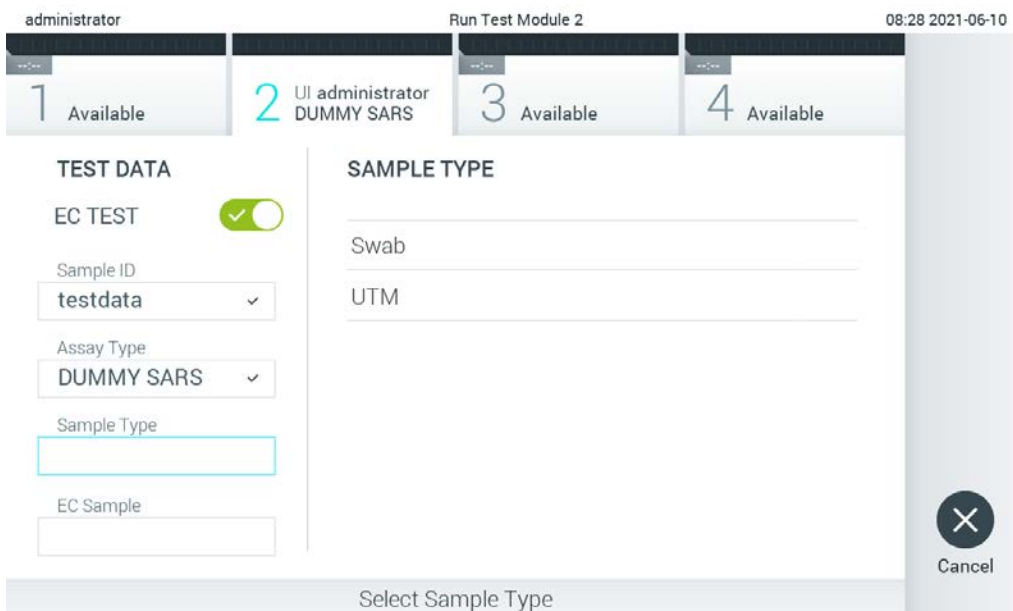 administrator Run Test Module 2 08:28 2021-06-10
--:-- --:-- --:--
1 Available
2 UI administrator
DUMMY SARS
3 Available
4 Available
TEST DATA
EC TEST
Sample ID
testdata
Assay Type
DUMMY SARS
Sample Type
EC Sample
SAMPLE TYPE
Swab
UTM
Cancel
Select Sample Type